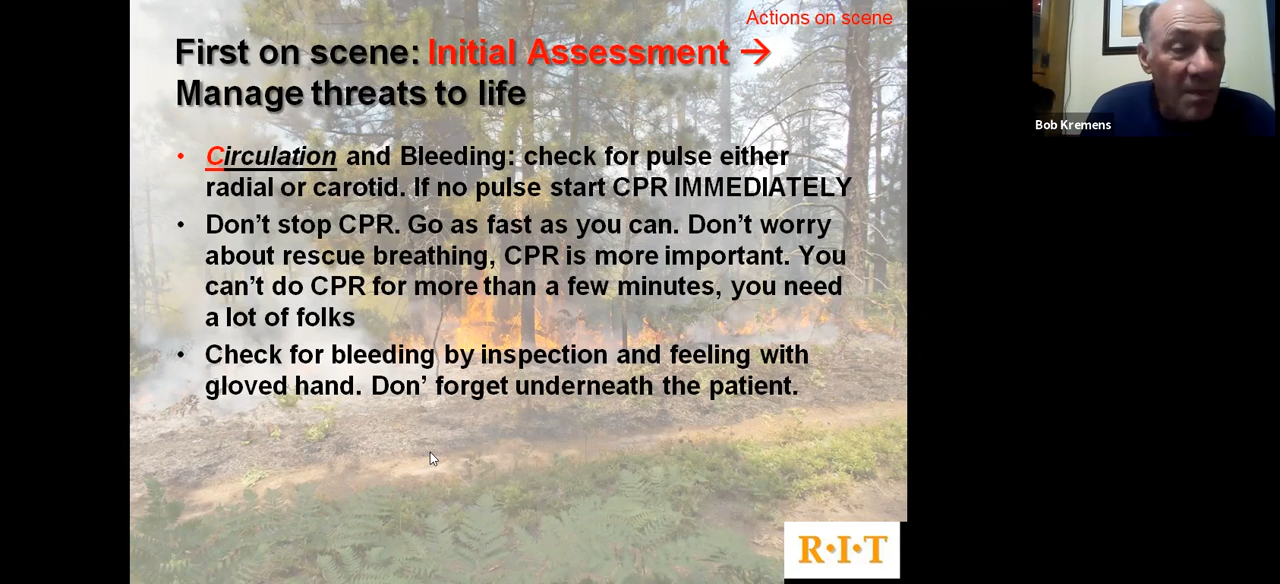 Actions on scene
First on scene: Initial Assessment →
Manage threats to life
• Circulation and Bleeding: check for pulse either
radial or carotid. If no pulse start CPR IMMEDIATELY
• Don’t stop CPR. Go as fast as you can. Don’t worry
about rescue breathing, CPR is more important. You
can’t do CPR for more than a few minutes, you need
a lot of folks
• Check for bleeding by inspection and feeling with
gloved hand. Don’ forget underneath the patient.
R·I·T
Bob Kremens